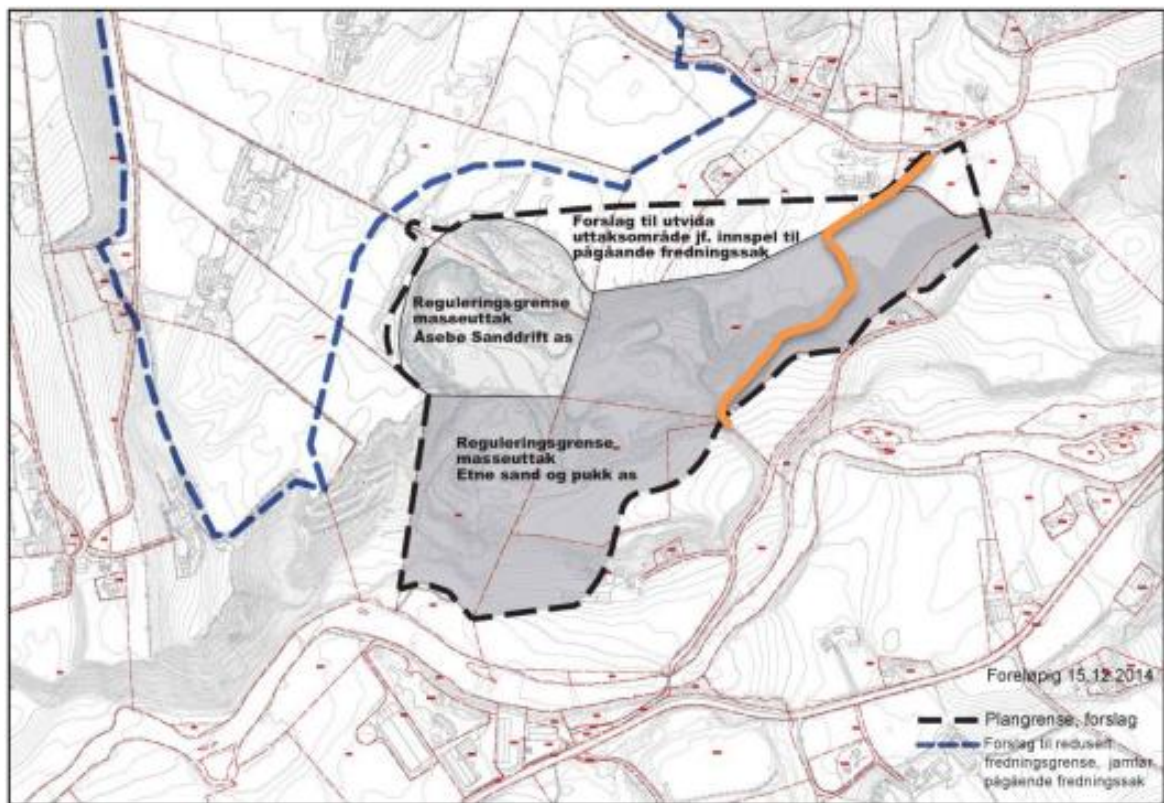 Forslag til utvida
uttaksområde jf. innspel til
pågåande fredningssak
Reguleringsgrense
masseuttak
Åsebø Sanddrift as
Reguleringsgrense,
masseuttak
Etne sand og pukk as
Foreløpig 15.12.2014
Plangrense, forslag
Forslag til redusert
fredningsgrense, jamfør
pågående fredningssak